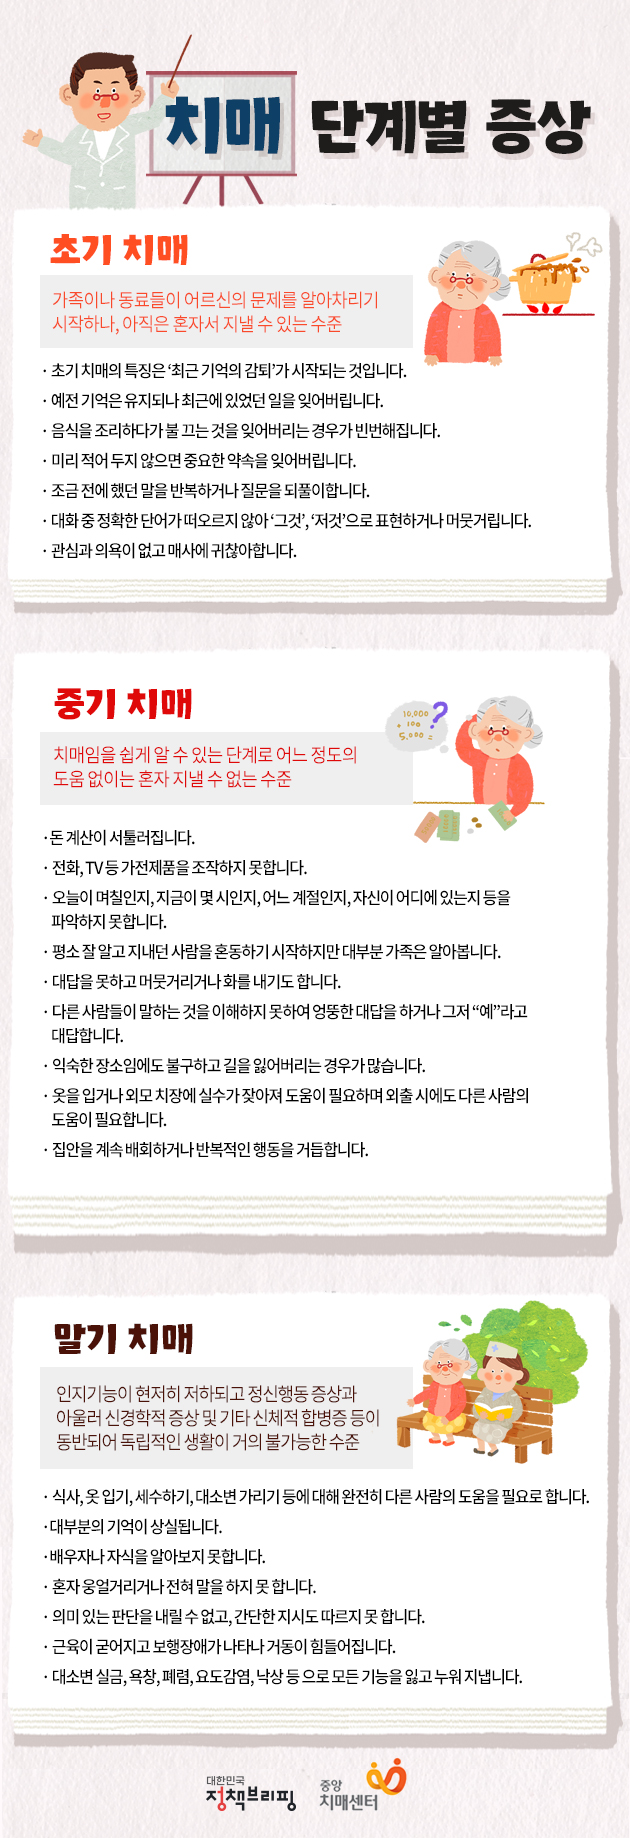 치매 단계별 증상
초기 치매
가족이나 동료들이 어르신의 문제를 알아차리기
시작하나, 아직은 혼자서 지낼 수 있는 수준
· 초기 치매의 특징은 ‘최근 기억의 감퇴’가 시작되는 것입니다.
· 예전 기억은 유지되나 최근에 있었던 일을 잊어버립니다.
· 음식을 조리하다가 불 끄는 것을 잊어버리는 경우가 빈번해집니다.
· 미리 적어 두지 않으면 중요한 약속을 잊어버립니다.
· 조금 전에 했던 말을 반복하거나 질문을 되풀이합니다.
· 대화 중 정확한 단어가 떠오르지 않아 ‘그것’, ‘저것’으로 표현하거나 머뭇거립니다.
· 관심과 의욕이 없고 매사에 귀찮아합니다.
중기 치매
치매임을 쉽게 알 수 있는 단계로 어느 정도의
도움 없이는 혼자 지낼 수 없는 수준
10,000
+ 100
5,000 =
?
· 돈 계산이 서툴러집니다.
· 전화, TV 등 가전제품을 조작하지 못합니다.
· 오늘이 며칠인지, 지금이 몇 시인지, 어느 계절인지, 자신이 어디에 있는지 등을
파악하지 못합니다.
· 평소 잘 알고 지내던 사람을 혼동하기 시작하지만 대부분 가족은 알아봅니다.
· 대답을 못하고 머뭇거리거나 화를 내기도 합니다.
· 다른 사람들이 말하는 것을 이해하지 못하여 엉뚱한 대답을 하거나 그저 “예”라고
대답합니다.
· 익숙한 장소임에도 불구하고 길을 잃어버리는 경우가 많습니다.
· 옷을 입거나 외모 치장에 실수가 잦아져 도움이 필요하며 외출 시에도 다른 사람의
도움이 필요합니다.
· 집안을 계속 배회하거나 반복적인 행동을 거듭합니다.
말기 치매
인지기능이 현저히 저하되고 정신행동 증상과
아울러 신경학적 증상 및 기타 신체적 합병증 등이
동반되어 독립적인 생활이 거의 불가능한 수준
· 식사, 옷 입기, 세수하기, 대소변 가리기 등에 대해 완전히 다른 사람의 도움을 필요로 합니다.
· 대부분의 기억이 상실됩니다.
· 배우자나 자식을 알아보지 못합니다.
· 혼자 웅얼거리거나 전혀 말을 하지 못 합니다.
· 의미 있는 판단을 내릴 수 없고, 간단한 지시도 따르지 못 합니다.
· 근육이 굳어지고 보행장애가 나타나 거동이 힘들어집니다.
· 대소변 실금, 욕창, 폐렴, 요도감염, 낙상 등 으로 모든 기능을 잃고 누워 지냅니다.
대한민국
정책브리핑
중앙
치매센터